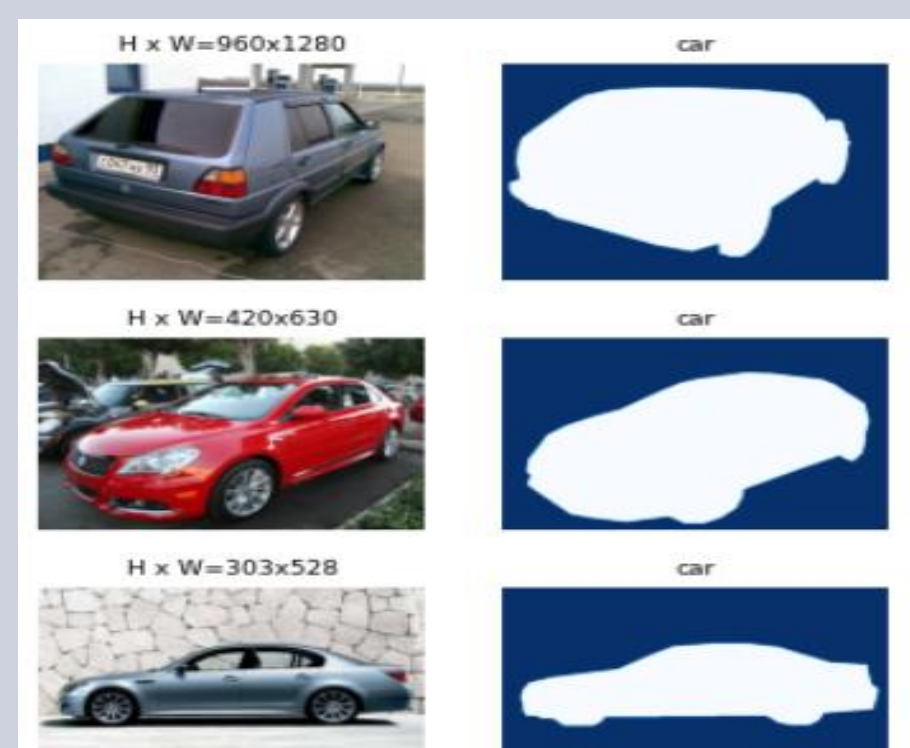 H x W=960x1280
car
H x W=420x630
car
H x W=303x528
car